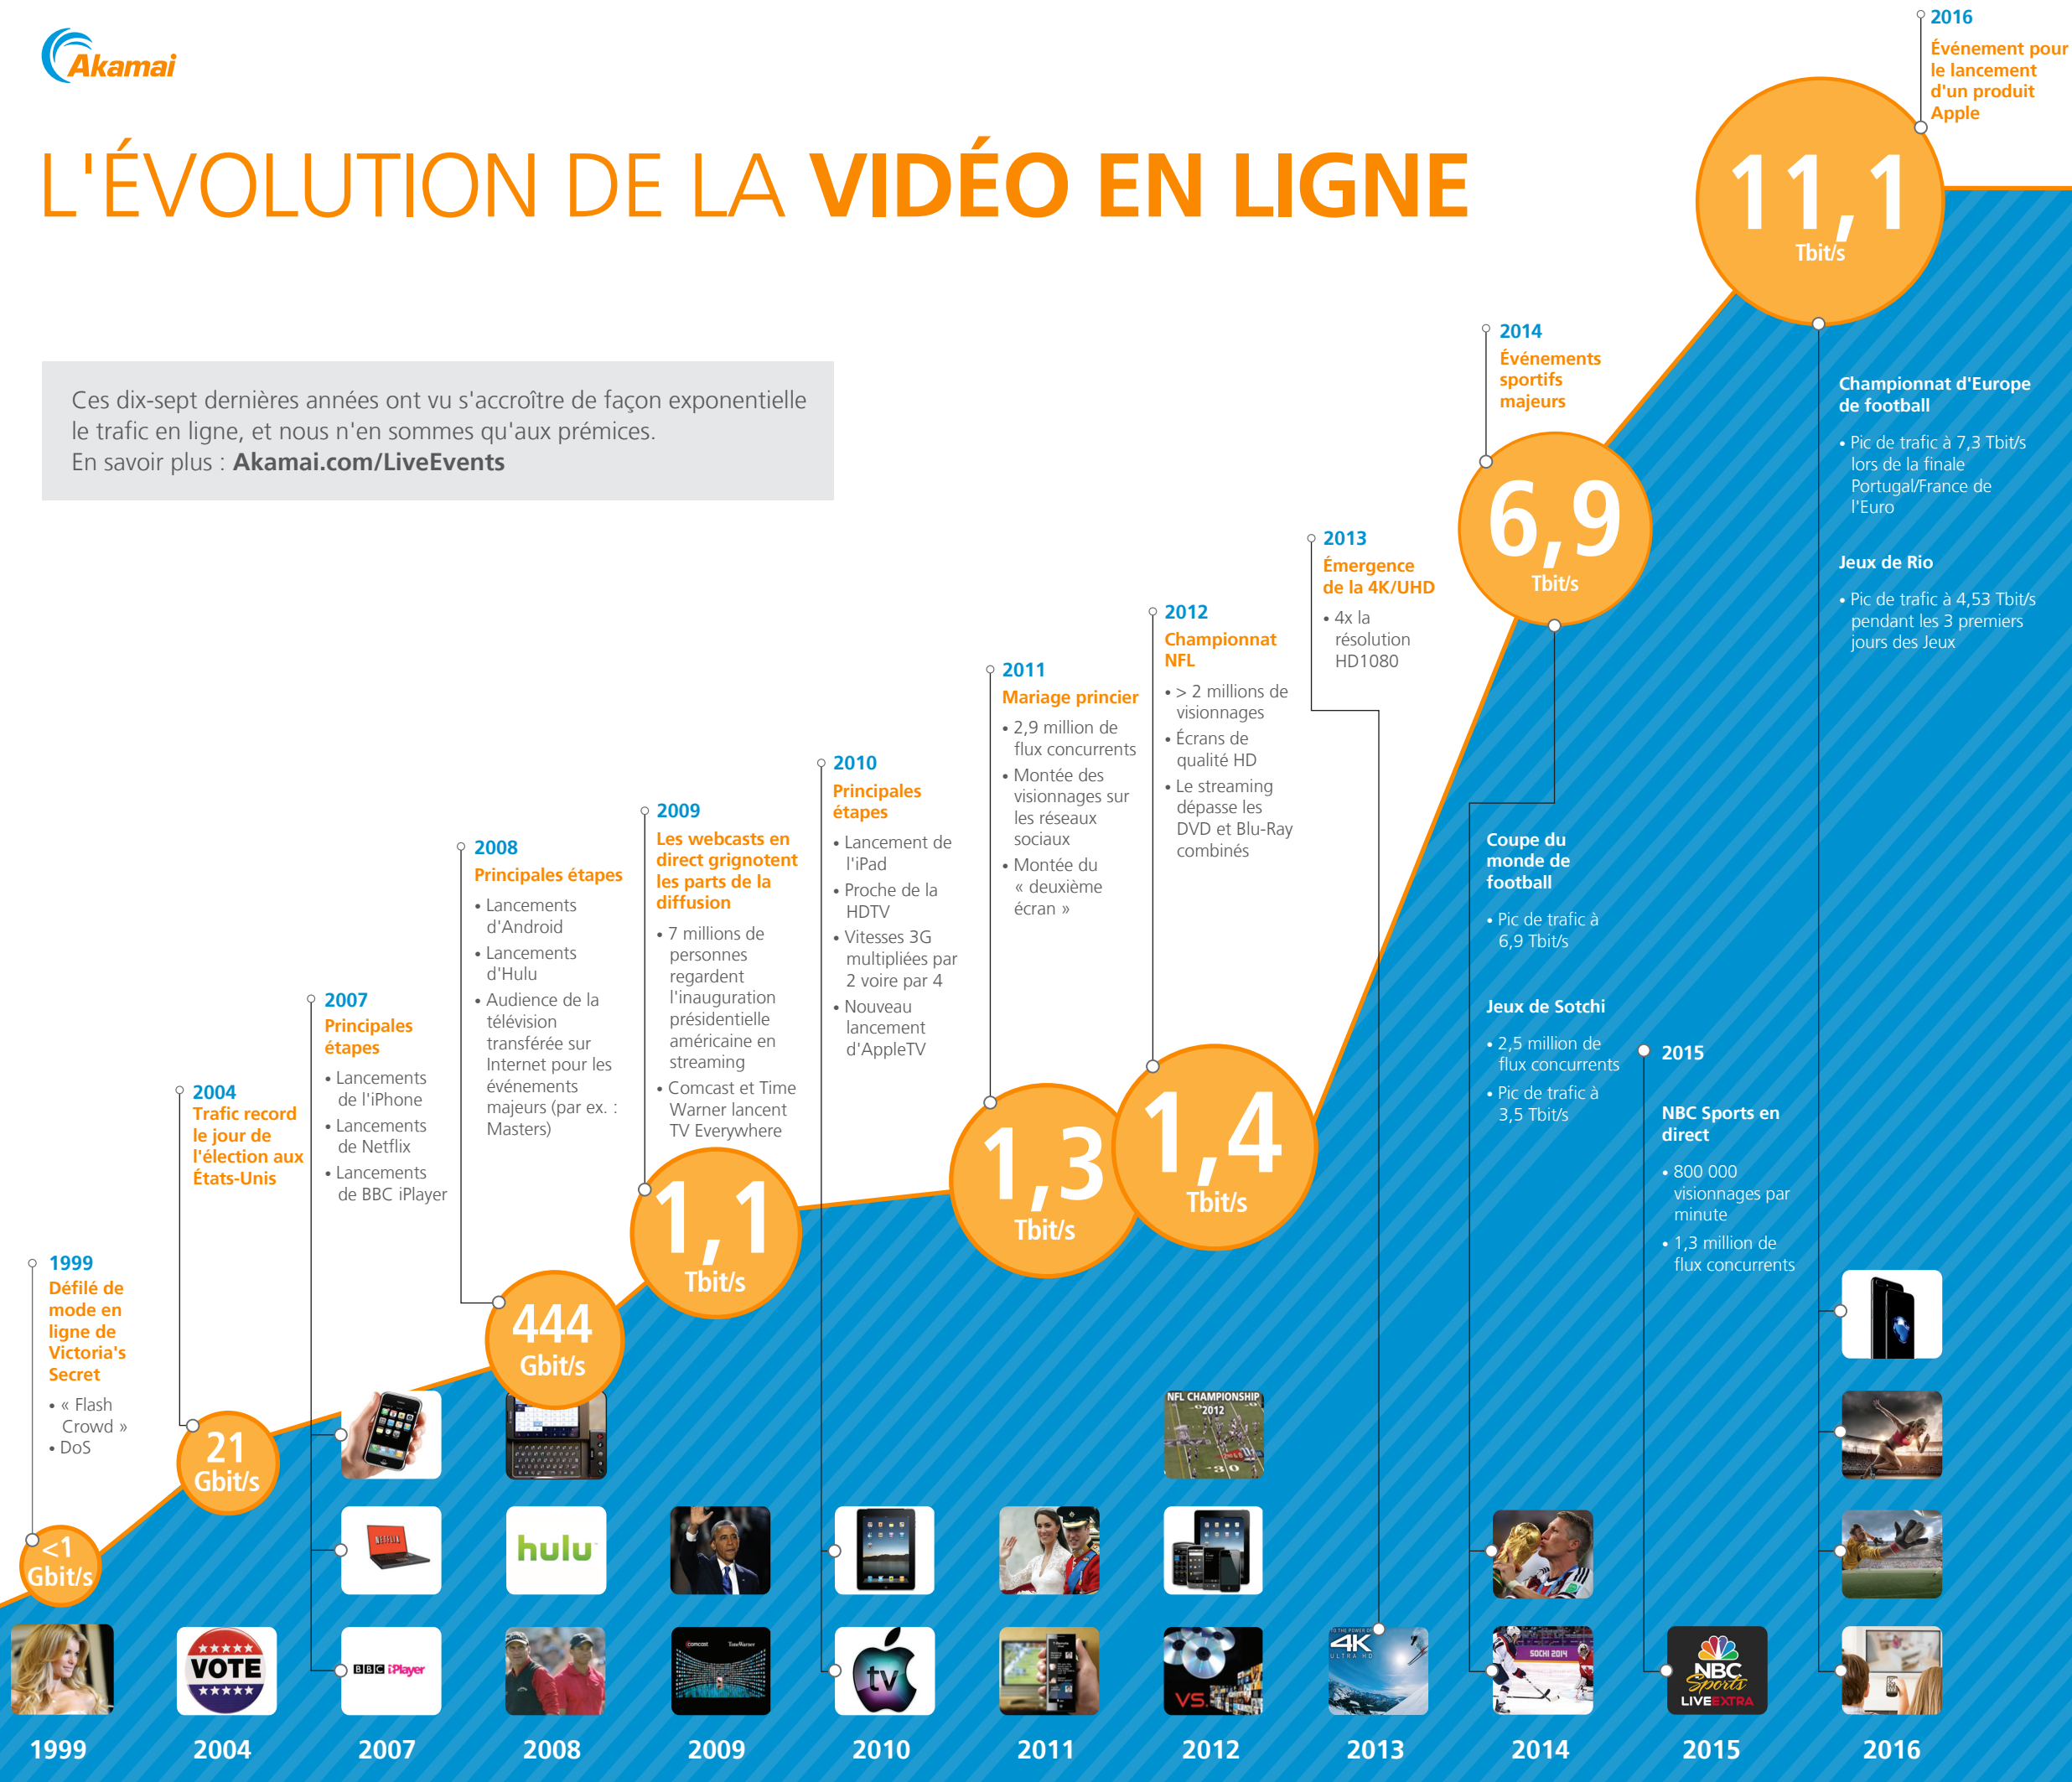 Akamai
L'ÉVOLUTION DE LA VIDÉO EN LIGNE
Ces dix-sept dernières années ont vu s'accroître de façon exponentielle
le trafic en ligne, et nous n'en sommes qu'aux prémices.
En savoir plus : Akamai.com/LiveEvents
1999
Défilé de
mode en
ligne de
Victoria's
Secret
• « Flash
Crowd »
• DoS
<1
Gbit/s
2004
Trafic record
le jour de
l'élection aux
États-Unis
21
Gbit/s
2007
Principales
étapes
• Lancements
de l'iPhone
• Lancements
de Netflix
• Lancements
de BBC iPlayer
2008
Principales étapes
• Lancements
d'Android
• Lancements
d'Hulu
• Audience de la
télévision
transférée sur
Internet pour les
événements
majeurs (par ex. :
Masters)
444
Gbit/s
2009
Les webcasts en
direct grignotent
les parts de la
diffusion
• 7 millions de
personnes
regardent
l'inauguration
présidentielle
américaine en
streaming
• Comcast et Time
Warner lancent
TV Everywhere
1,1
Tbit/s
2010
Principales
étapes
• Lancement de
l'iPad
• Proche de la
HDTV
• Vitesses 3G
multipliées par
2 voire par 4
• Nouveau
lancement
d'AppleTV
2011
Mariage princier
• 2,9 million de
flux concurrents
• Montée des
visionnages sur
les réseaux
sociaux
• Montée du
« deuxième
écran »
1,3
Tbit/s
2012
Championnat
NFL
• > 2 millions de
visionnages
• Écrans de
qualité HD
• Le streaming
dépasse les
DVD et Blu-Ray
combinés
1,4
Tbit/s
2013
Émergence
de la 4K/UHD
• 4x la
résolution
HD1080
2014
Événements
sportifs
majeurs
6,9
Tbit/s
Coupe du
monde de
football
• Pic de trafic à
6,9 Tbit/s
Jeux de Sotchi
• 2,5 million de
flux concurrents
• Pic de trafic à
3,5 Tbit/s
2015
NBC Sports en
direct
• 800 000
visionnages par
minute
• 1,3 million de
flux concurrents
2016
Événement pour
le lancement
d'un produit
Apple
11,1
Tbit/s
Championnat d'Europe
de football
• Pic de trafic à 7,3 Tbit/s
lors de la finale
Portugal/France de
l'Euro
Jeux de Rio
• Pic de trafic à 4,53 Tbit/s
pendant les 3 premiers
jours des Jeux
NFL CHAMPIONSHIP
2012
30
NETFLIX
hulu
VOTE
BBC iPlayer
comcast TimeWarner
tv
VS.
TO THE POWER OF
4K
ULTRA HD
SOCHI 2014
NBC
Sports
LIVE EXTRA
1999 2004 2007 2008 2009 2010 2011 2012 2013 2014 2015 2016